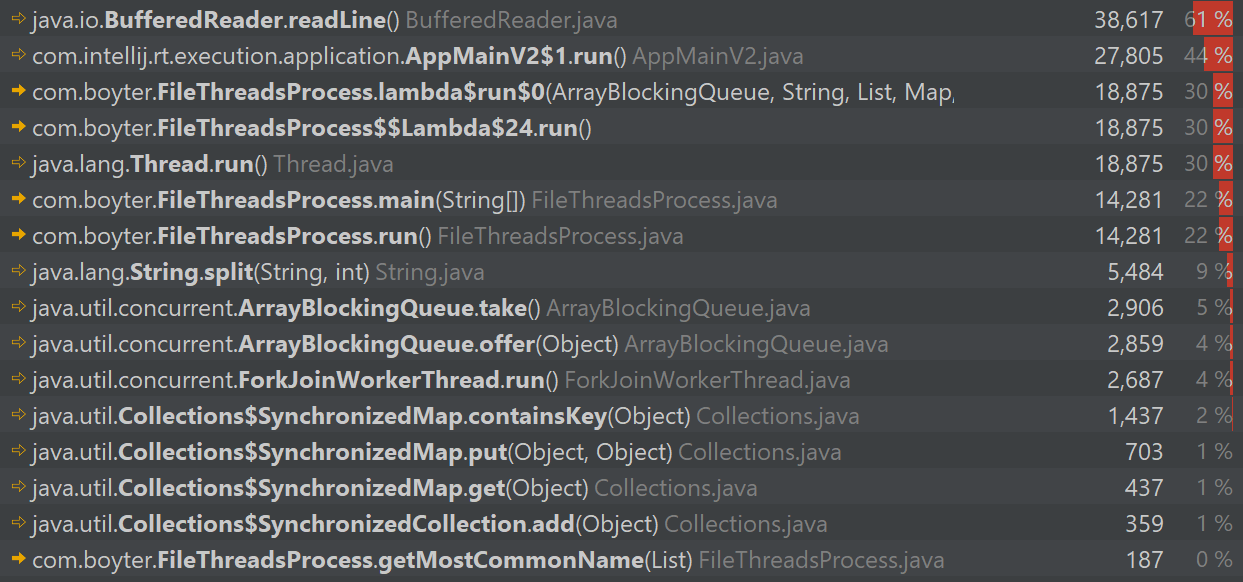 java.io.BufferedReader.readLine() BufferedReader.java 38,617 61 %
com.intellij.rt.execution.application.AppMainV2$1.run() AppMainV2.java 27,805 44 %
com.boyter.FileThreadsProcess.lambda$run$0(ArrayBlockingQueue, String, List, Map, 18,875 30 %
com.boyter.FileThreadsProcess$$Lambda$24.run() 18,875 30 %
java.lang.Thread.run() Thread.java 18,875 30 %
com.boyter.FileThreadsProcess.main(String[]) FileThreadsProcess.java 14,281 22 %
com.boyter.FileThreadsProcess.run() FileThreadsProcess.java 14,281 22 %
java.lang.String.split(String, int) String.java 5,484 9 %
java.util.concurrent.ArrayBlockingQueue.take() ArrayBlockingQueue.java 2,906 5 %
java.util.concurrent.ArrayBlockingQueue.offer(Object) ArrayBlockingQueue.java 2,859 4 %
java.util.concurrent.ForkJoinWorkerThread.run() ForkJoinWorkerThread.java 2,687 4 %
java.util.Collections$SynchronizedMap.containsKey(Object) Collections.java 1,437 2 %
java.util.Collections$SynchronizedMap.put(Object, Object) Collections.java 703 1 %
java.util.Collections$SynchronizedMap.get(Object) Collections.java 437 1 %
java.util.Collections$SynchronizedCollection.add(Object) Collections.java 359 1 %
com.boyter.FileThreadsProcess.getMostCommonName(List) FileThreadsProcess.java 187 0 %